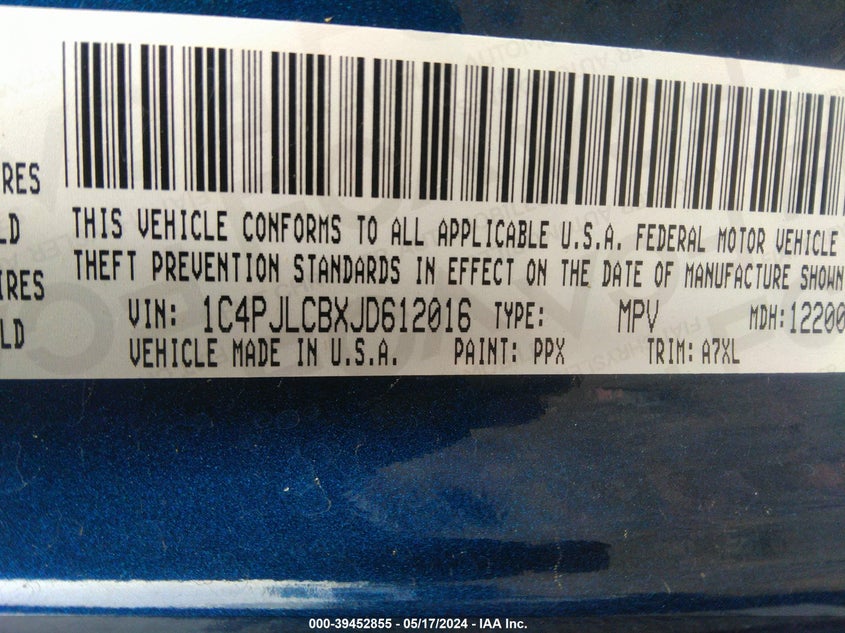 RES
LD
IRES
LD
THIS VEHICLE CONFORMS TO ALL APPLICABLE U.S.A. FEDERAL MOTOR VEHICLE
THEFT PREVENTION STANDARDS IN EFFECT ON THE DATE OF MANUFACTURE SHOWN
VIN: 1C4PJLCBXJD612016 TYPE: MPV MDH:12200
VEHICLE MADE IN U.S.A. PAINT: PPX TRIM: A7XL
000-39452855 - 05/17/2024 - IAA Inc.